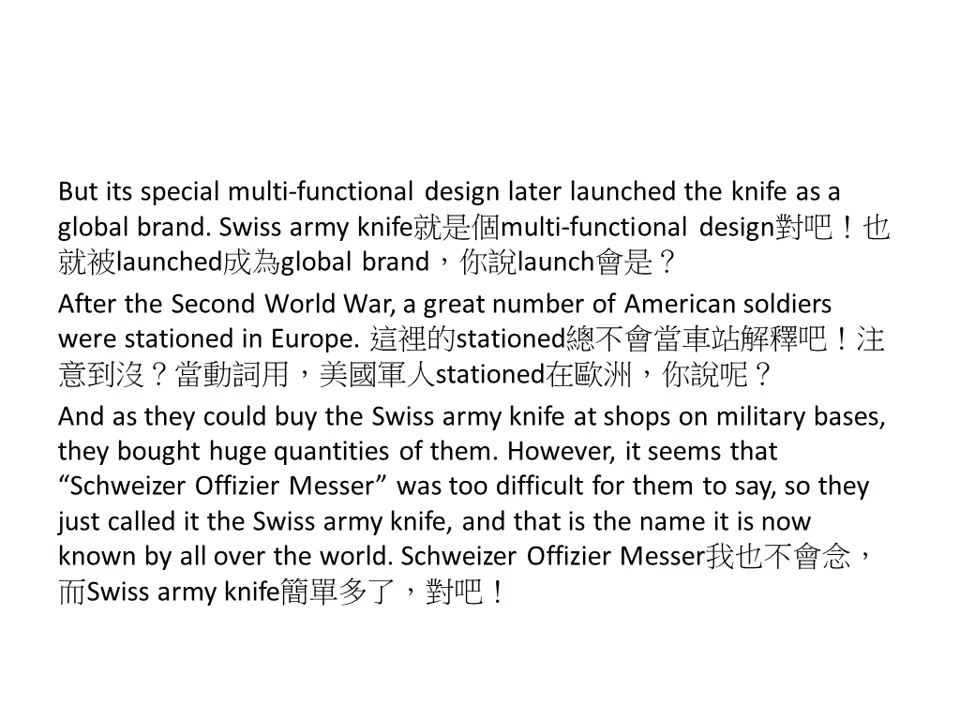 But its special multi-functional design later launched the knife as a
global brand. Swiss army knife就是個multi-functional design對吧！也
就被launched成為global brand，你說launch會是？
After the Second World War, a great number of American soldiers
were stationed in Europe. 這裡的stationed總不會當車站解釋吧！注
意到沒？當動詞用，美國軍人stationed在歐洲，你說呢？
And as they could buy the Swiss army knife at shops on military bases,
they bought huge quantities of them. However, it seems that
“Schweizer Offizier Messer” was too difficult for them to say, so they
just called it the Swiss army knife, and that is the name it is now
known by all over the world. Schweizer Offizier Messer我也不會念，
而Swiss army knife簡單多了，對吧！